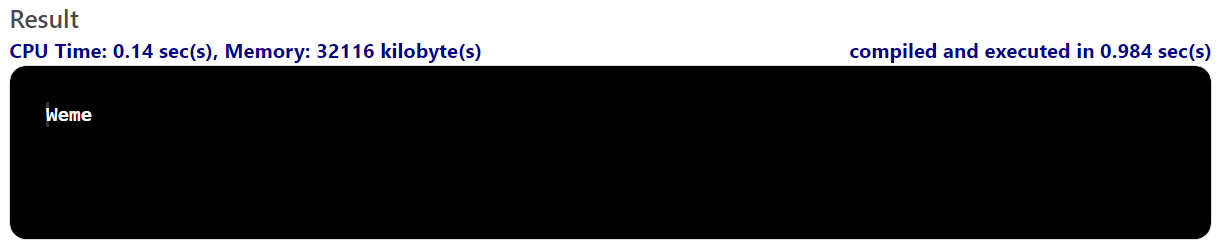 Result
CPU Time: 0.14 sec(s), Memory: 32116 kilobyte(s) compiled and executed in 0.984 sec(s)
Weme